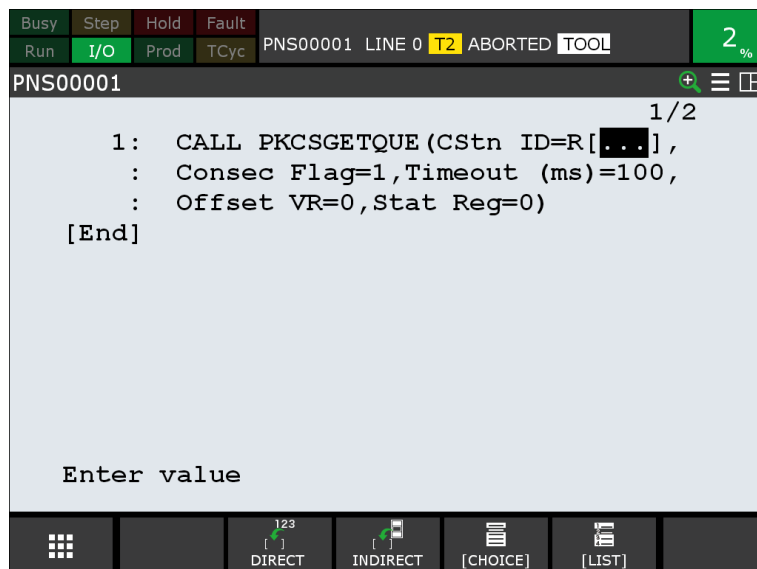 Busy Step Hold Fault
Run I/O Prod TCyc PNS00001 LINE 0 T2 ABORTED TOOL 2 %
PNS00001
1/2
1: CALL PKCSGETQUE(CStn ID=R[...],
: Consec Flag=1,Timeout (ms)=100,
: Offset VR=0,Stat Reg=0)
[End]
Enter value
123
[ ] [ ]
DIRECT INDIRECT [CHOICE] [LIST]